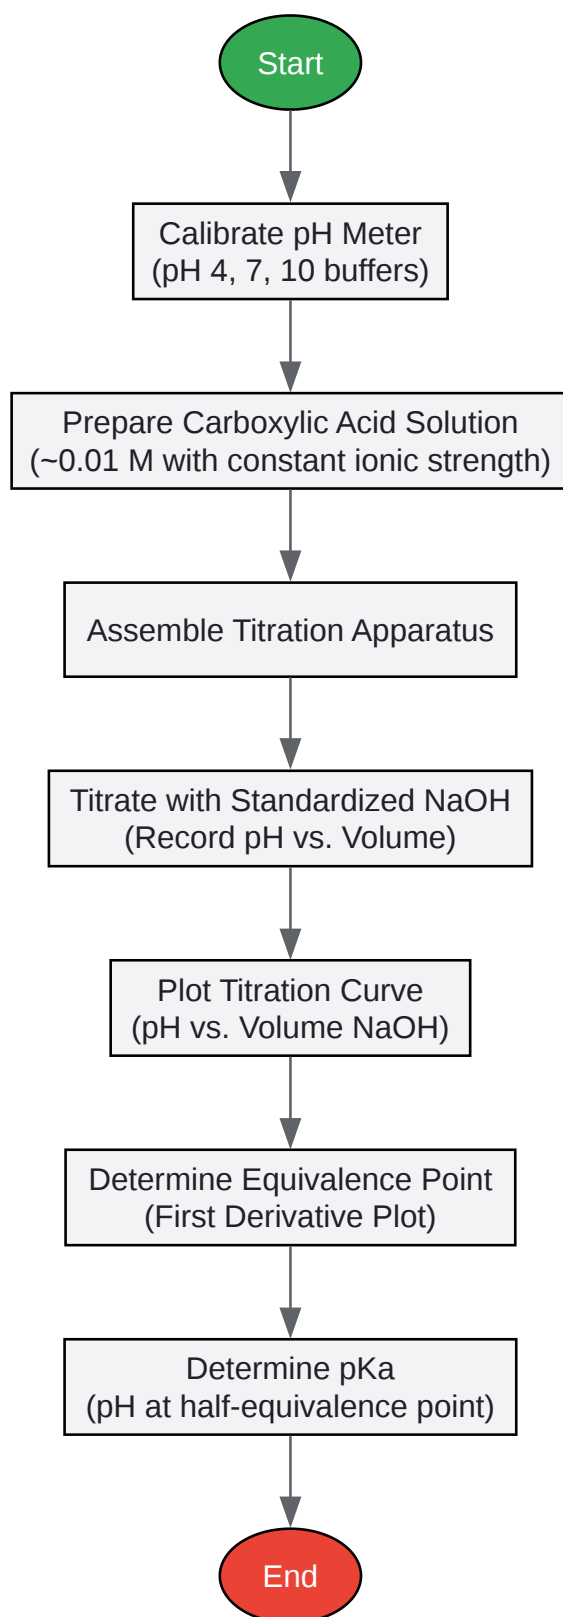 Start
Calibrate pH Meter
(pH 4, 7, 10 buffers)
Prepare Carboxylic Acid Solution
(~0.01 M with constant ionic strength)
Assemble Titration Apparatus
Titrate with Standardized NaOH
(Record pH vs. Volume)
Plot Titration Curve
(pH vs. Volume NaOH)
Determine Equivalence Point
(First Derivative Plot)
Determine pKa
(pH at half-equivalence point)
End